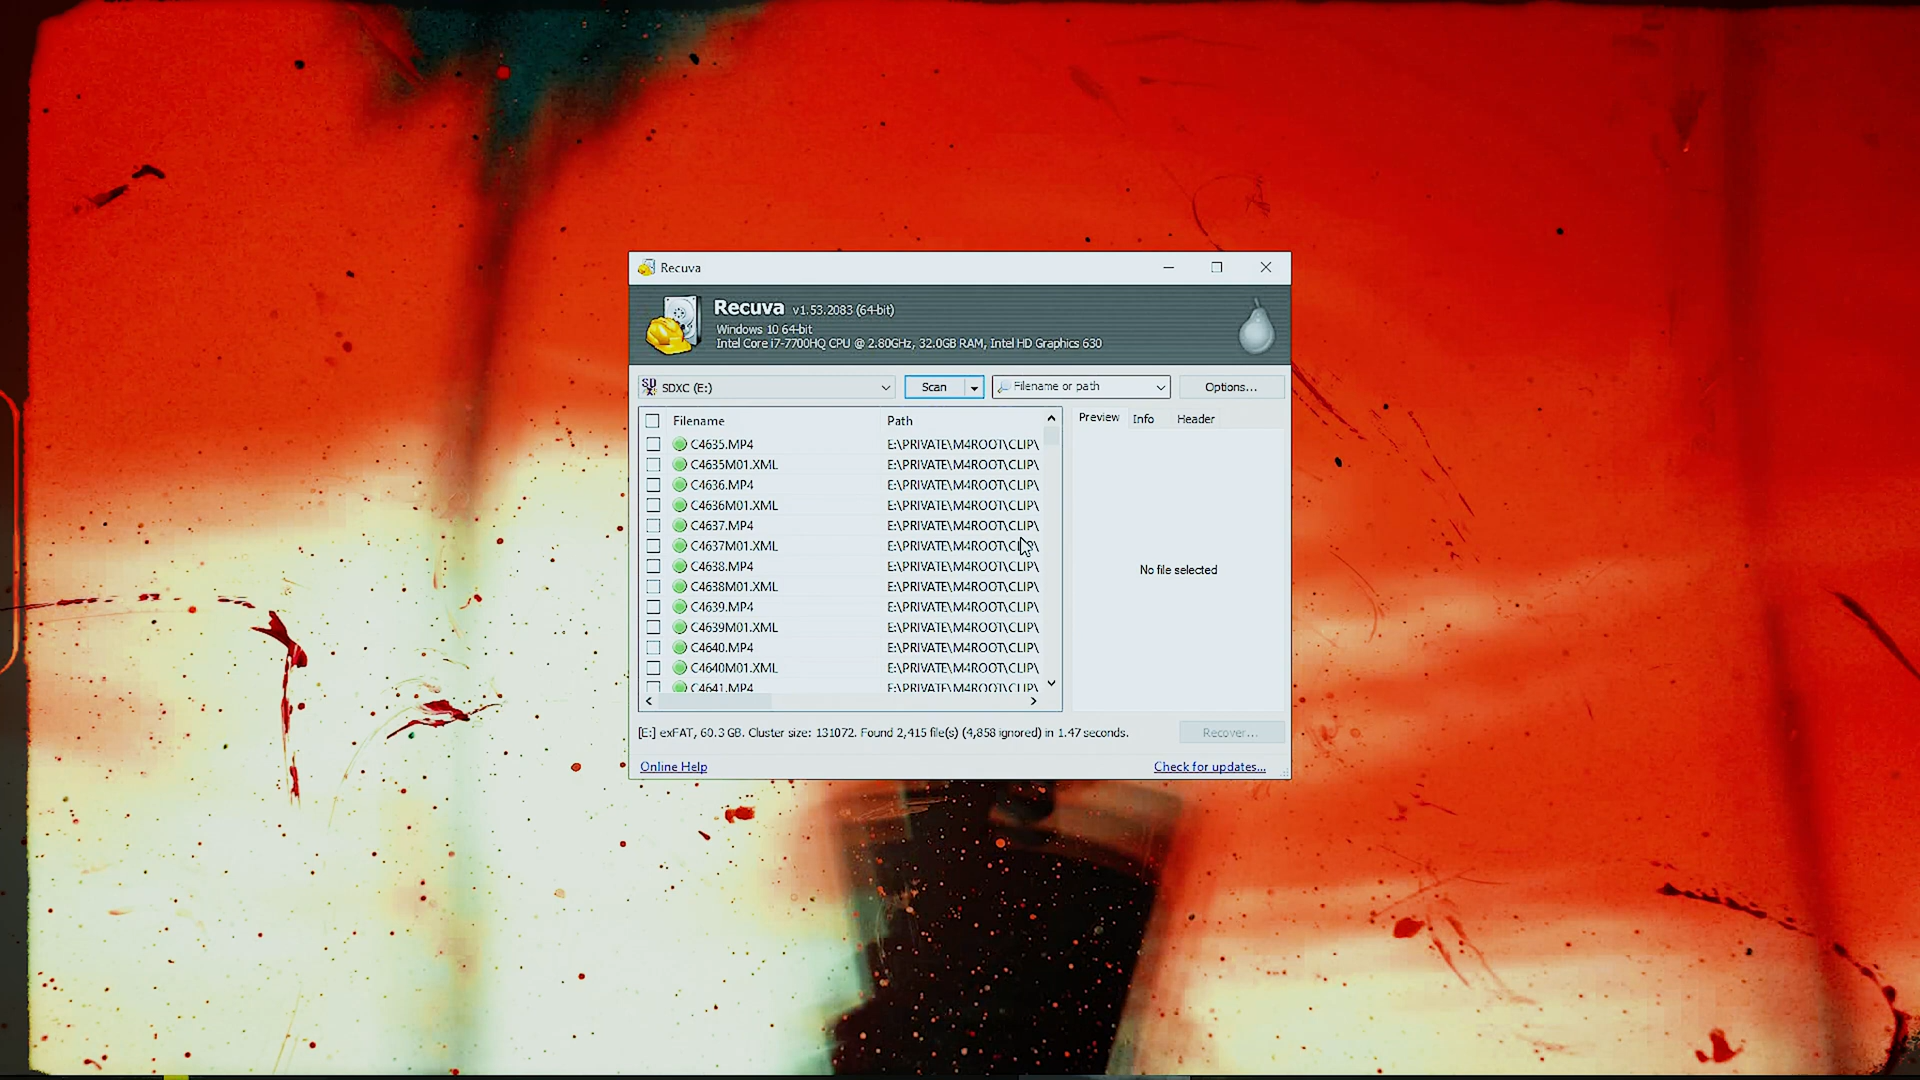 Recuva
Recuva v1.53.2083 (64-bit)
Windows 10 64-bit
Intel Core i7-7700HQ CPU @ 2.80GHz, 32.0GB RAM, Intel HD Graphics 630
SDXC (E:) Scan Filename or path Options...
Filename Path Preview Info Header
C4635.MP4 E:\PRIVATE\M4ROOT\CLIP\
C4635M01.XML E:\PRIVATE\M4ROOT\CLIP\
C4636.MP4 E:\PRIVATE\M4ROOT\CLIP\
C4636M01.XML E:\PRIVATE\M4ROOT\CLIP\
C4637.MP4 E:\PRIVATE\M4ROOT\CLIP\
C4637M01.XML E:\PRIVATE\M4ROOT\CLIP\
C4638.MP4 E:\PRIVATE\M4ROOT\CLIP\
No file selected
C4638M01.XML E:\PRIVATE\M4ROOT\CLIP\
C4639.MP4 E:\PRIVATE\M4ROOT\CLIP\
C4639M01.XML E:\PRIVATE\M4ROOT\CLIP\
C4640.MP4 E:\PRIVATE\M4ROOT\CLIP\
C4640M01.XML E:\PRIVATE\M4ROOT\CLIP\
C4641.MP4 E:\PRIVATE\M4ROOT\CLIP\
[E:] exFAT, 60.3 GB. Cluster size: 131072. Found 2,415 file(s) (4,858 ignored) in 1.47 seconds. Recover...
Online Help Check for updates...